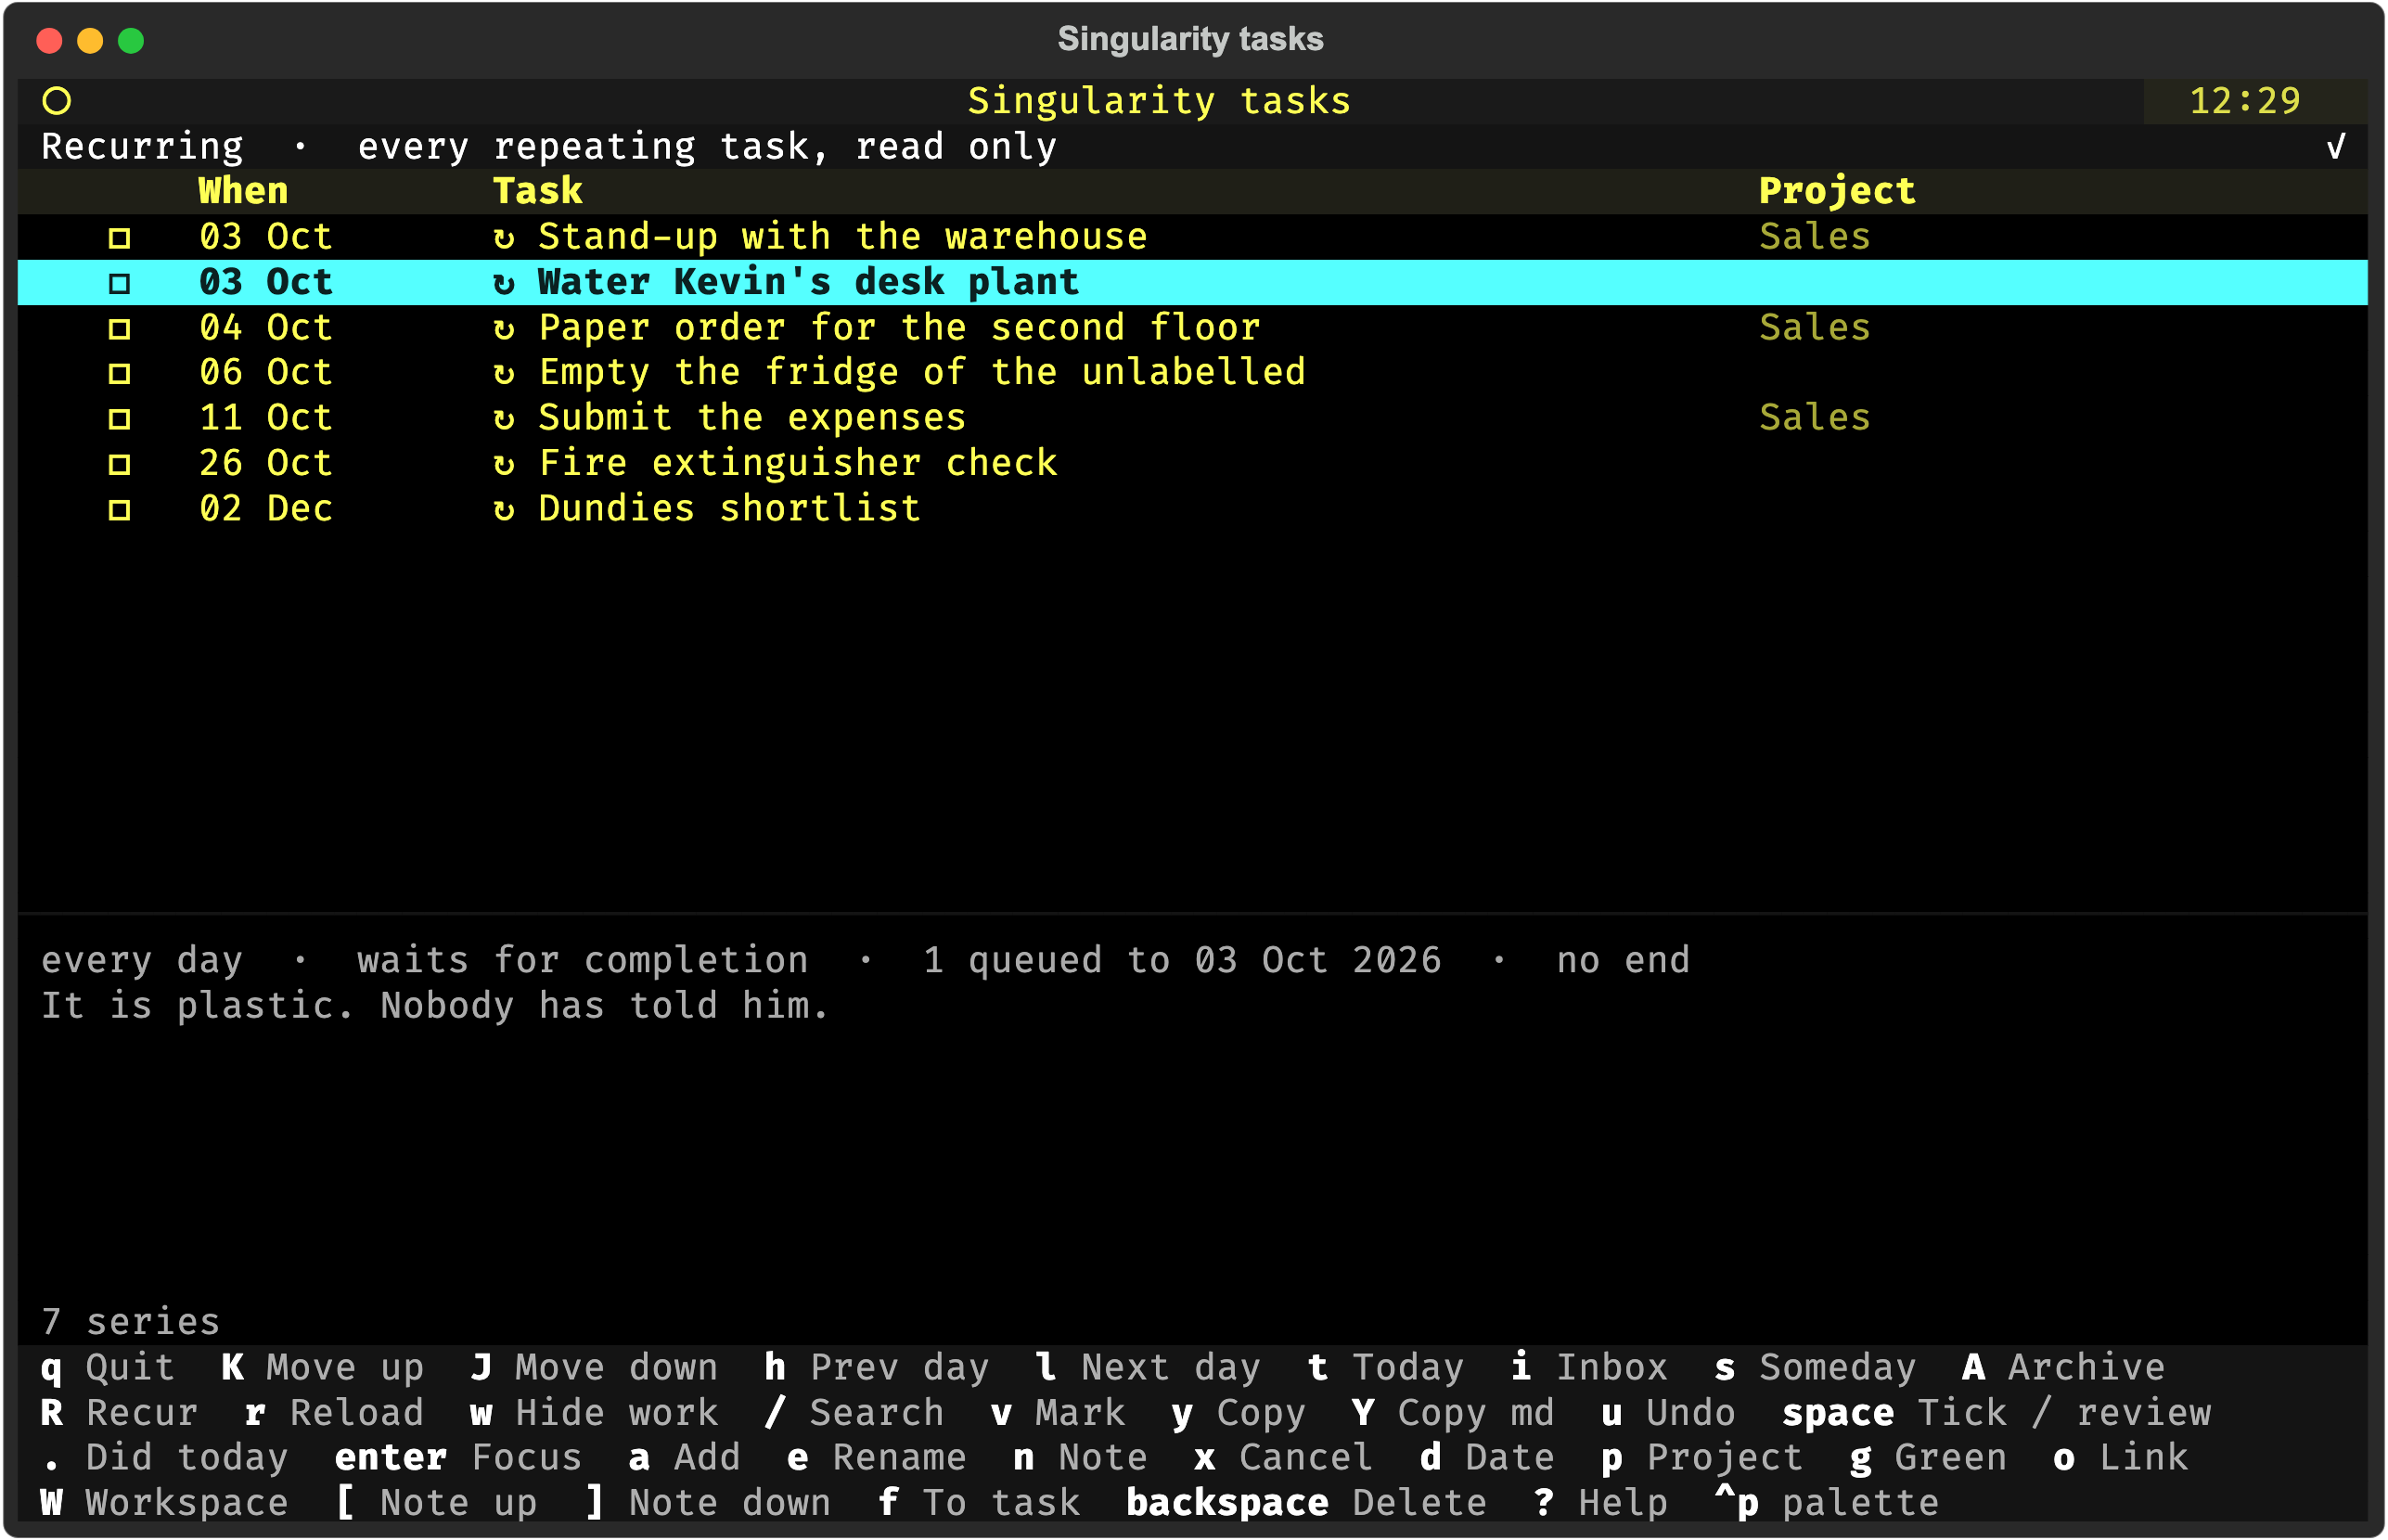 Singularity tasks
Singularity tasks 12:29
Recurring · every repeating task, read only √
When Task Project
03 Oct ↻ Stand-up with the warehouse Sales
03 Oct ↻ Water Kevin's desk plant
04 Oct ↻ Paper order for the second floor Sales
06 Oct ↻ Empty the fridge of the unlabelled
11 Oct ↻ Submit the expenses Sales
26 Oct ↻ Fire extinguisher check
02 Dec ↻ Dundies shortlist
every day · waits for completion · 1 queued to 03 Oct 2026 · no end
It is plastic. Nobody has told him.
7 series
q Quit K Move up J Move down h Prev day l Next day t Today i Inbox s Someday A Archive
R Recur r Reload w Hide work / Search v Mark y Copy Y Copy md u Undo space Tick / review
. Did today enter Focus a Add e Rename n Note x Cancel d Date p Project g Green o Link
W Workspace [ Note up ] Note down f To task backspace Delete ? Help ^p palette